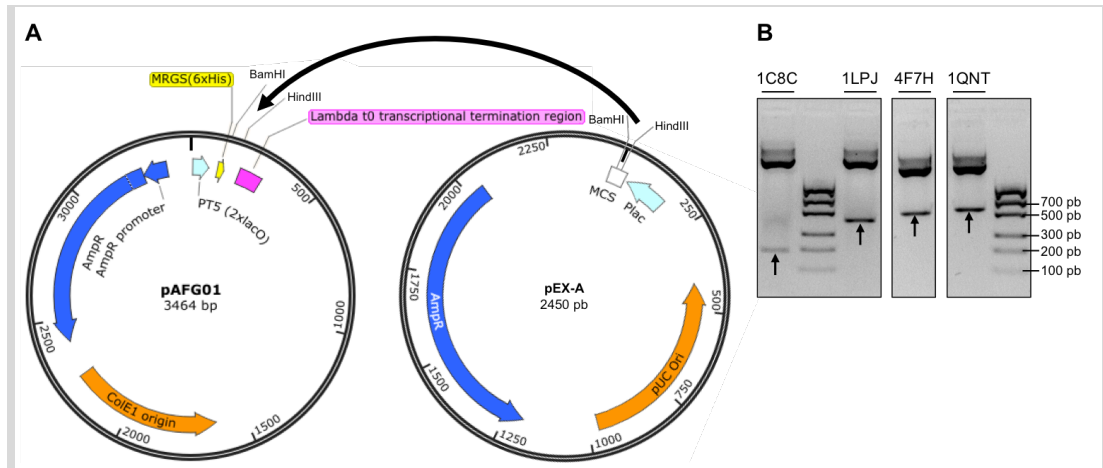 A
B
MRGS(6xHis)
BamHI
HindIII
Lambda t0 transcriptional termination region
PT5 (2xlacO)
AmpR promoter
AmpR
ColE1 origin
pAFG01
3464 bp
500
1000
1500
2000
2500
3000
BamHI
HindIII
MCS
Plac
AmpR
pUC Ori
pEX-A
2450 pb
250
500
750
1000
1250
1500
1750
2000
2250
1C8C
1LPJ
4F7H
1QNT
700 pb
500 pb
300 pb
200 pb
100 pb